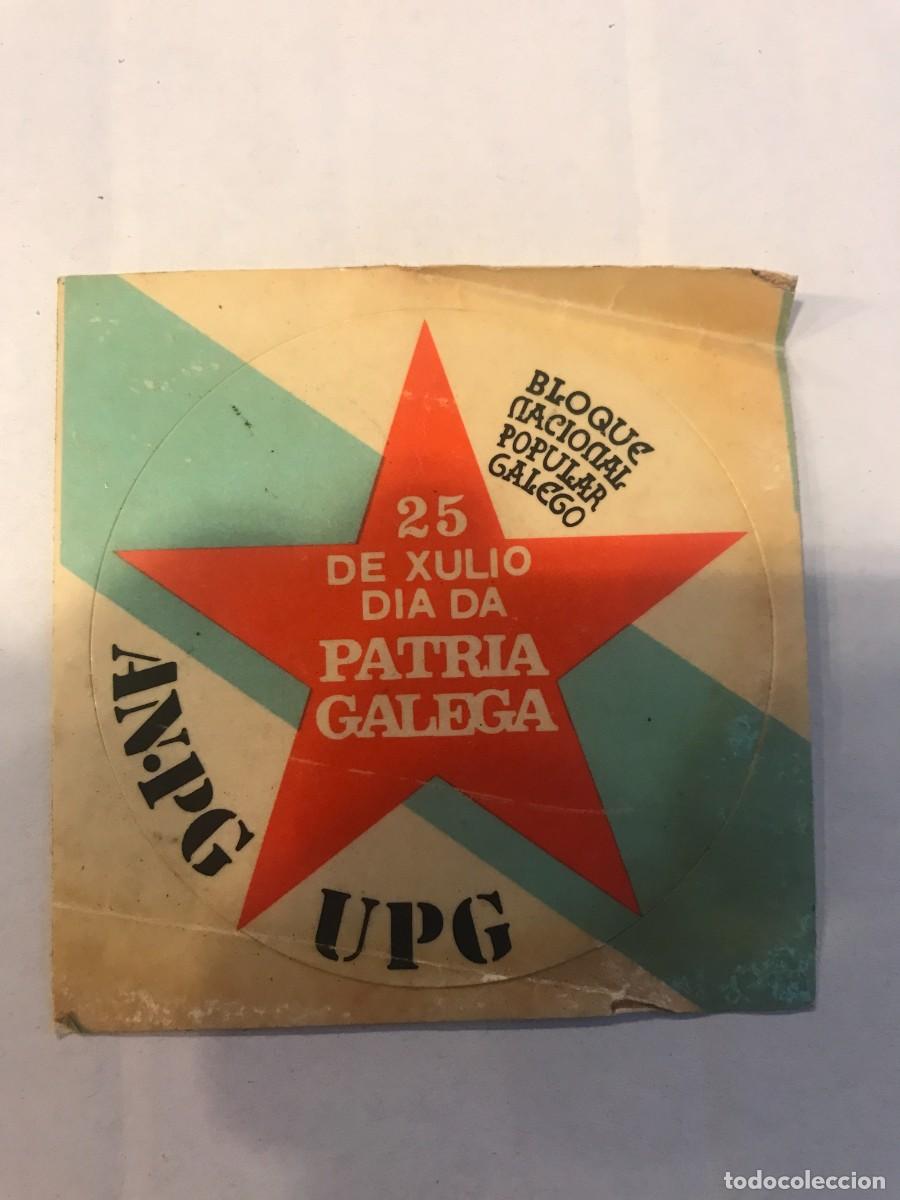 BLOQUE
NACIONAL
POPULAR
GALEGO
25
DE XULIO
DIA DA
PATRIA
GALEGA
AN-PG
UPG
todocoleccion